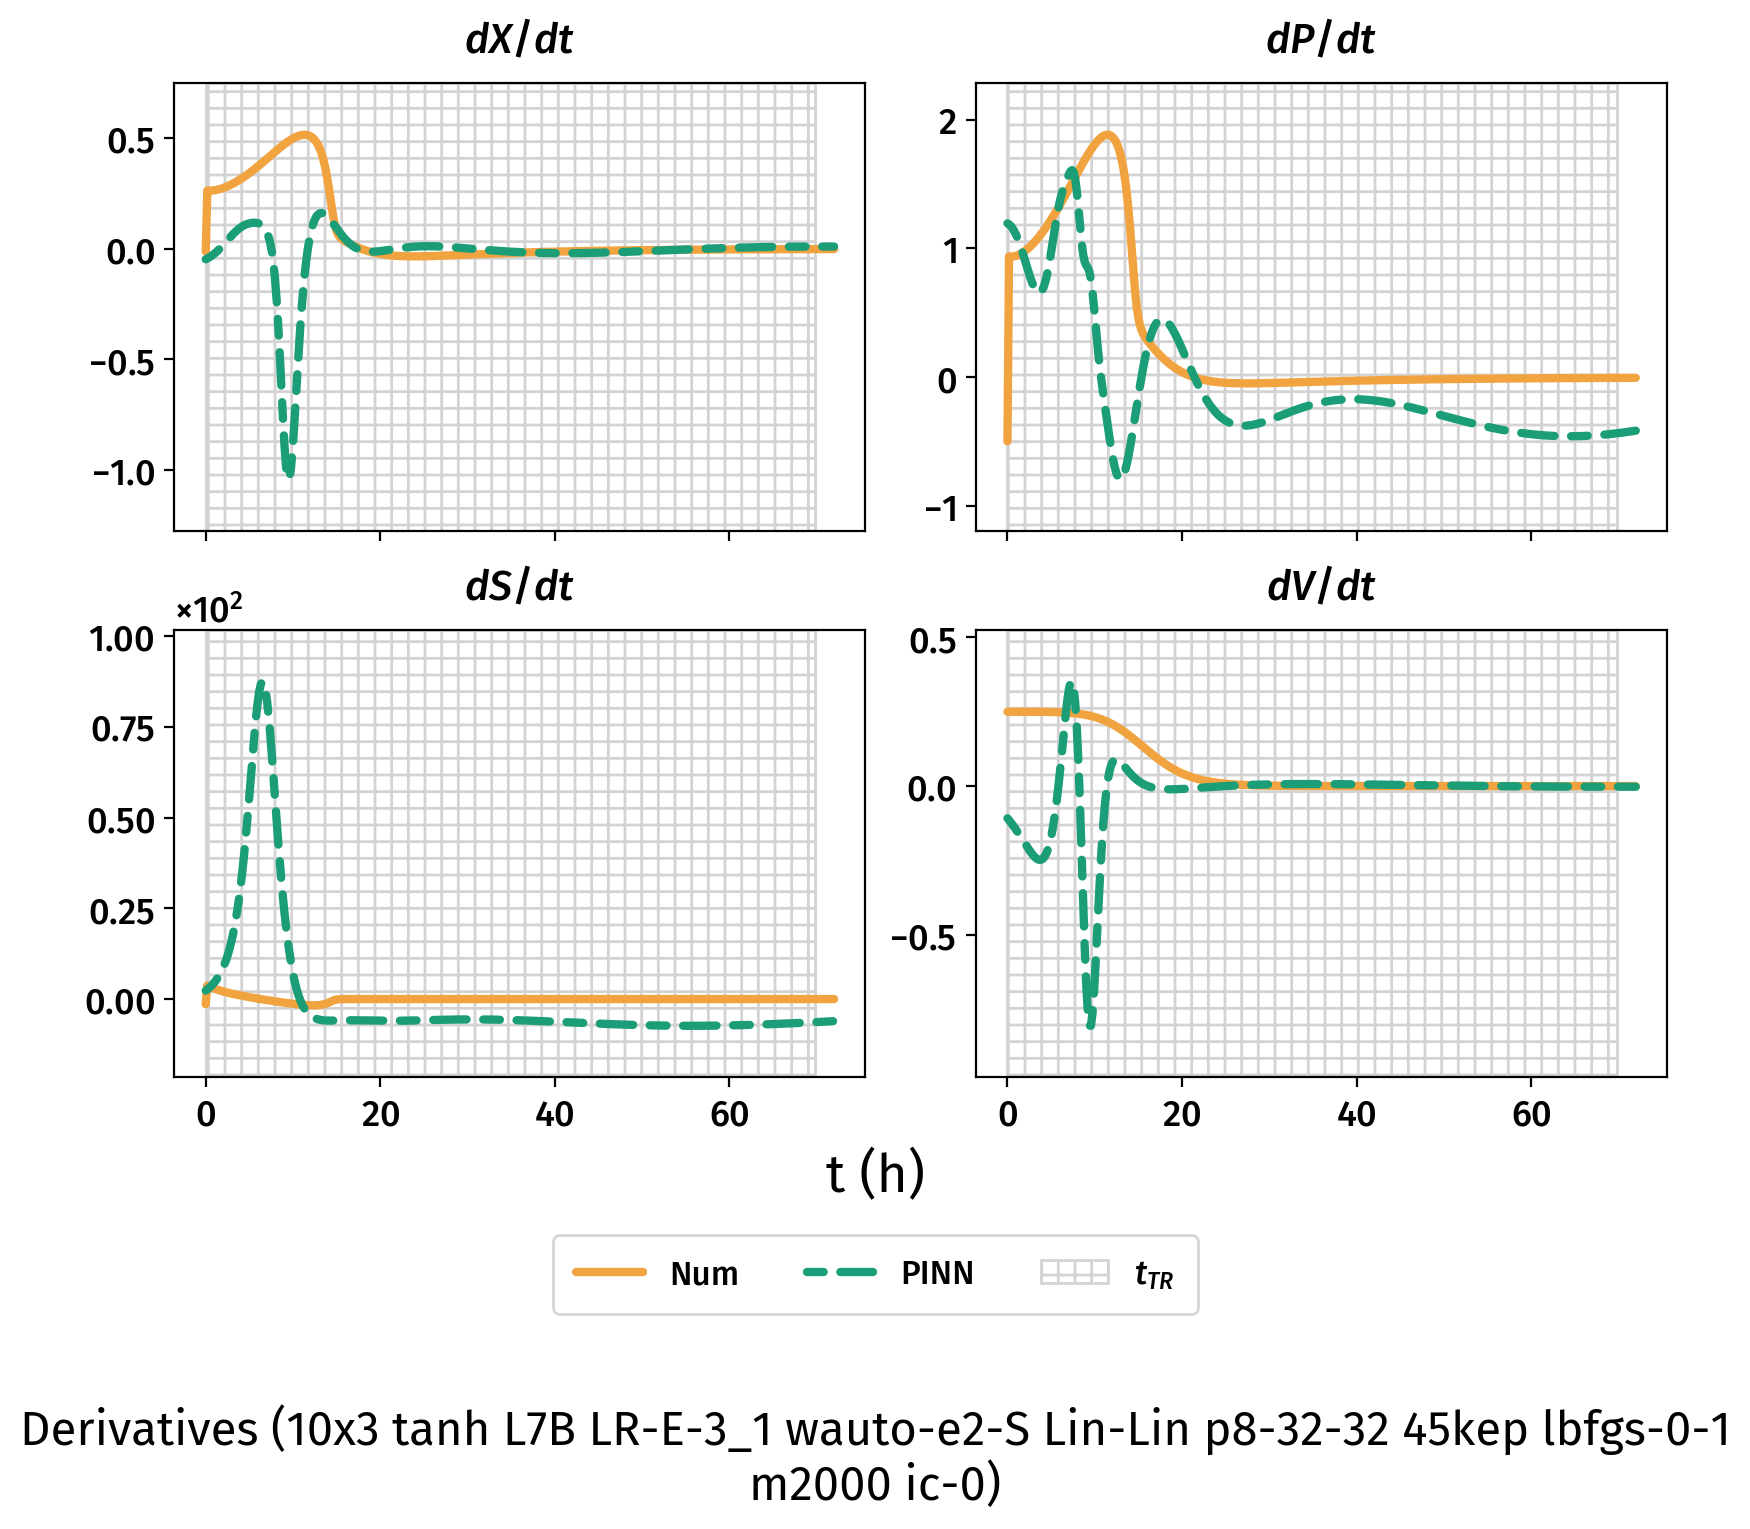 dX/dt
dP/dt
0.5
0.0
−0.5
−1.0
2
1
0
−1
dS/dt
dV/dt
×10²
1.00
0.75
0.50
0.25
0.00
0.5
0.0
−0.5
0 20 40 60
0 20 40 60
t (h)
Num PINN t_TR
Derivatives (10x3 tanh L7B LR-E-3_1 wauto-e2-S Lin-Lin p8-32-32 45kep lbfgs-0-1
m2000 ic-0)